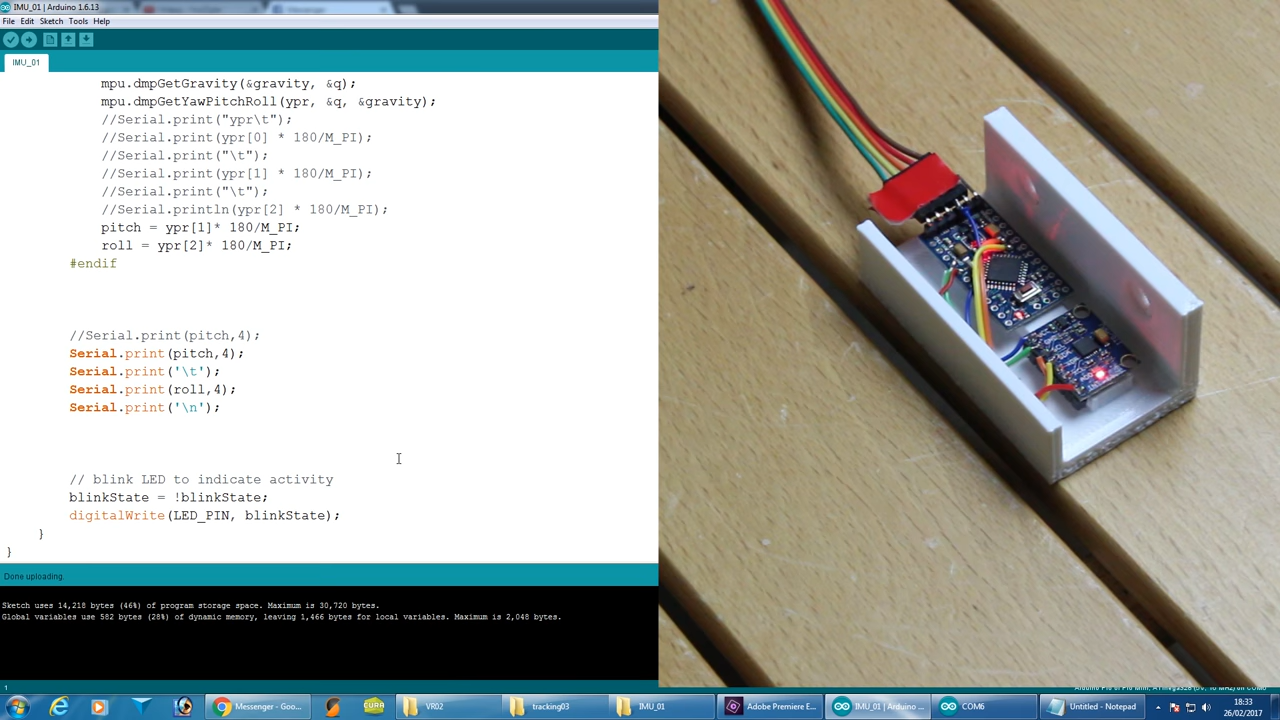 IMU_01 | Arduino 1.6.13
File Edit Sketch Tools Help
IMU_01
mpu.dmpGetGravity(&gravity, &q);
mpu.dmpGetYawPitchRoll(ypr, &q, &gravity);
//Serial.print("ypr\t");
//Serial.print(ypr[0] * 180/M_PI);
//Serial.print("\t");
//Serial.print(ypr[1] * 180/M_PI);
//Serial.print("\t");
//Serial.println(ypr[2] * 180/M_PI);
pitch = ypr[1]* 180/M_PI;
roll = ypr[2]* 180/M_PI;
#endif
//Serial.print(pitch,4);
Serial.print(pitch,4);
Serial.print('\t');
Serial.print(roll,4);
Serial.print('\n');
// blink LED to indicate activity
blinkState = !blinkState;
digitalWrite(LED_PIN, blinkState);
}
}
Done uploading.
Sketch uses 14,218 bytes (46%) of program storage space. Maximum is 30,720 bytes.
Global variables use 582 bytes (28%) of dynamic memory, leaving 1,466 bytes for local variables. Maximum is 2,048 bytes.
1
CURA
Messenger - Goo...
VR02
tracking03
IMU_01
Adobe Premiere E...
IMU_01 | Arduino ...
COM6
Untitled - Notepad
18:33
26/02/2017